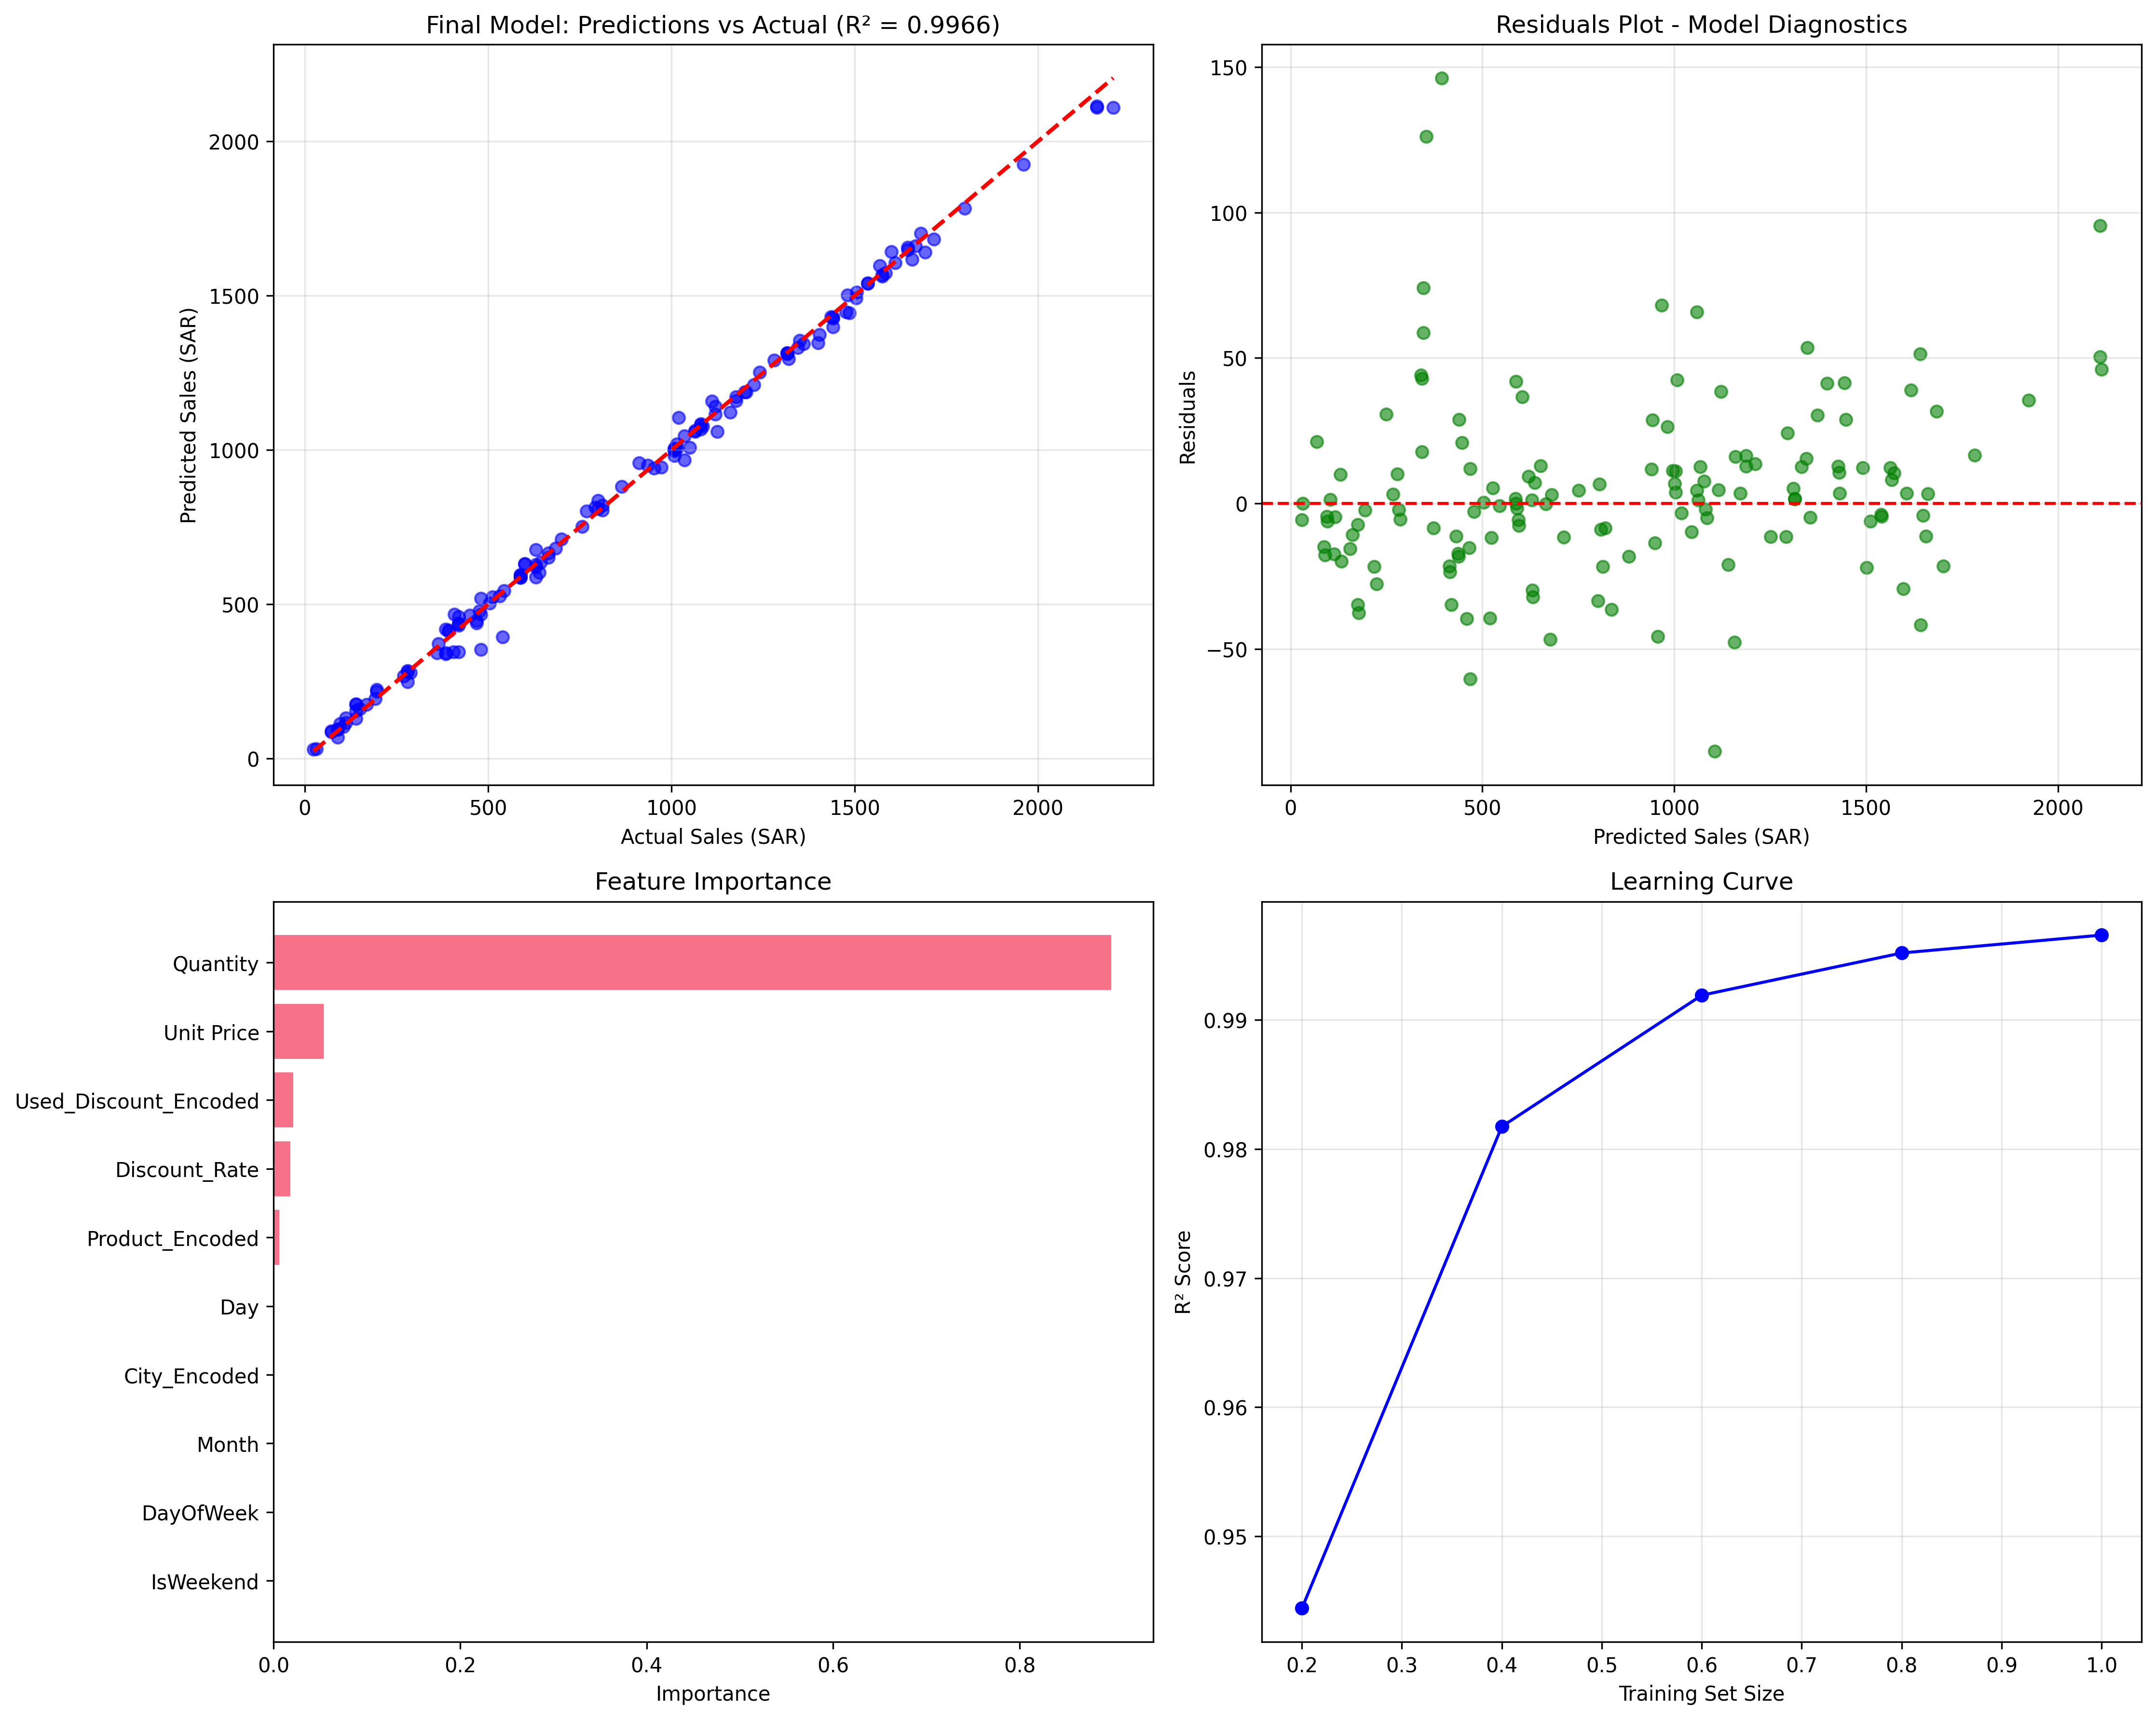 Final Model: Predictions vs Actual (R² = 0.9966)
Predicted Sales (SAR)
2000
1500
1000
500
0
0 500 1000 1500 2000
Actual Sales (SAR)
Residuals Plot - Model Diagnostics
Residuals
150
100
50
0
−50
0 500 1000 1500 2000
Predicted Sales (SAR)
Feature Importance
Quantity
Unit Price
Used_Discount_Encoded
Discount_Rate
Product_Encoded
Day
City_Encoded
Month
DayOfWeek
IsWeekend
0.0 0.2 0.4 0.6 0.8
Importance
Learning Curve
R² Score
0.99
0.98
0.97
0.96
0.95
0.2 0.3 0.4 0.5 0.6 0.7 0.8 0.9 1.0
Training Set Size